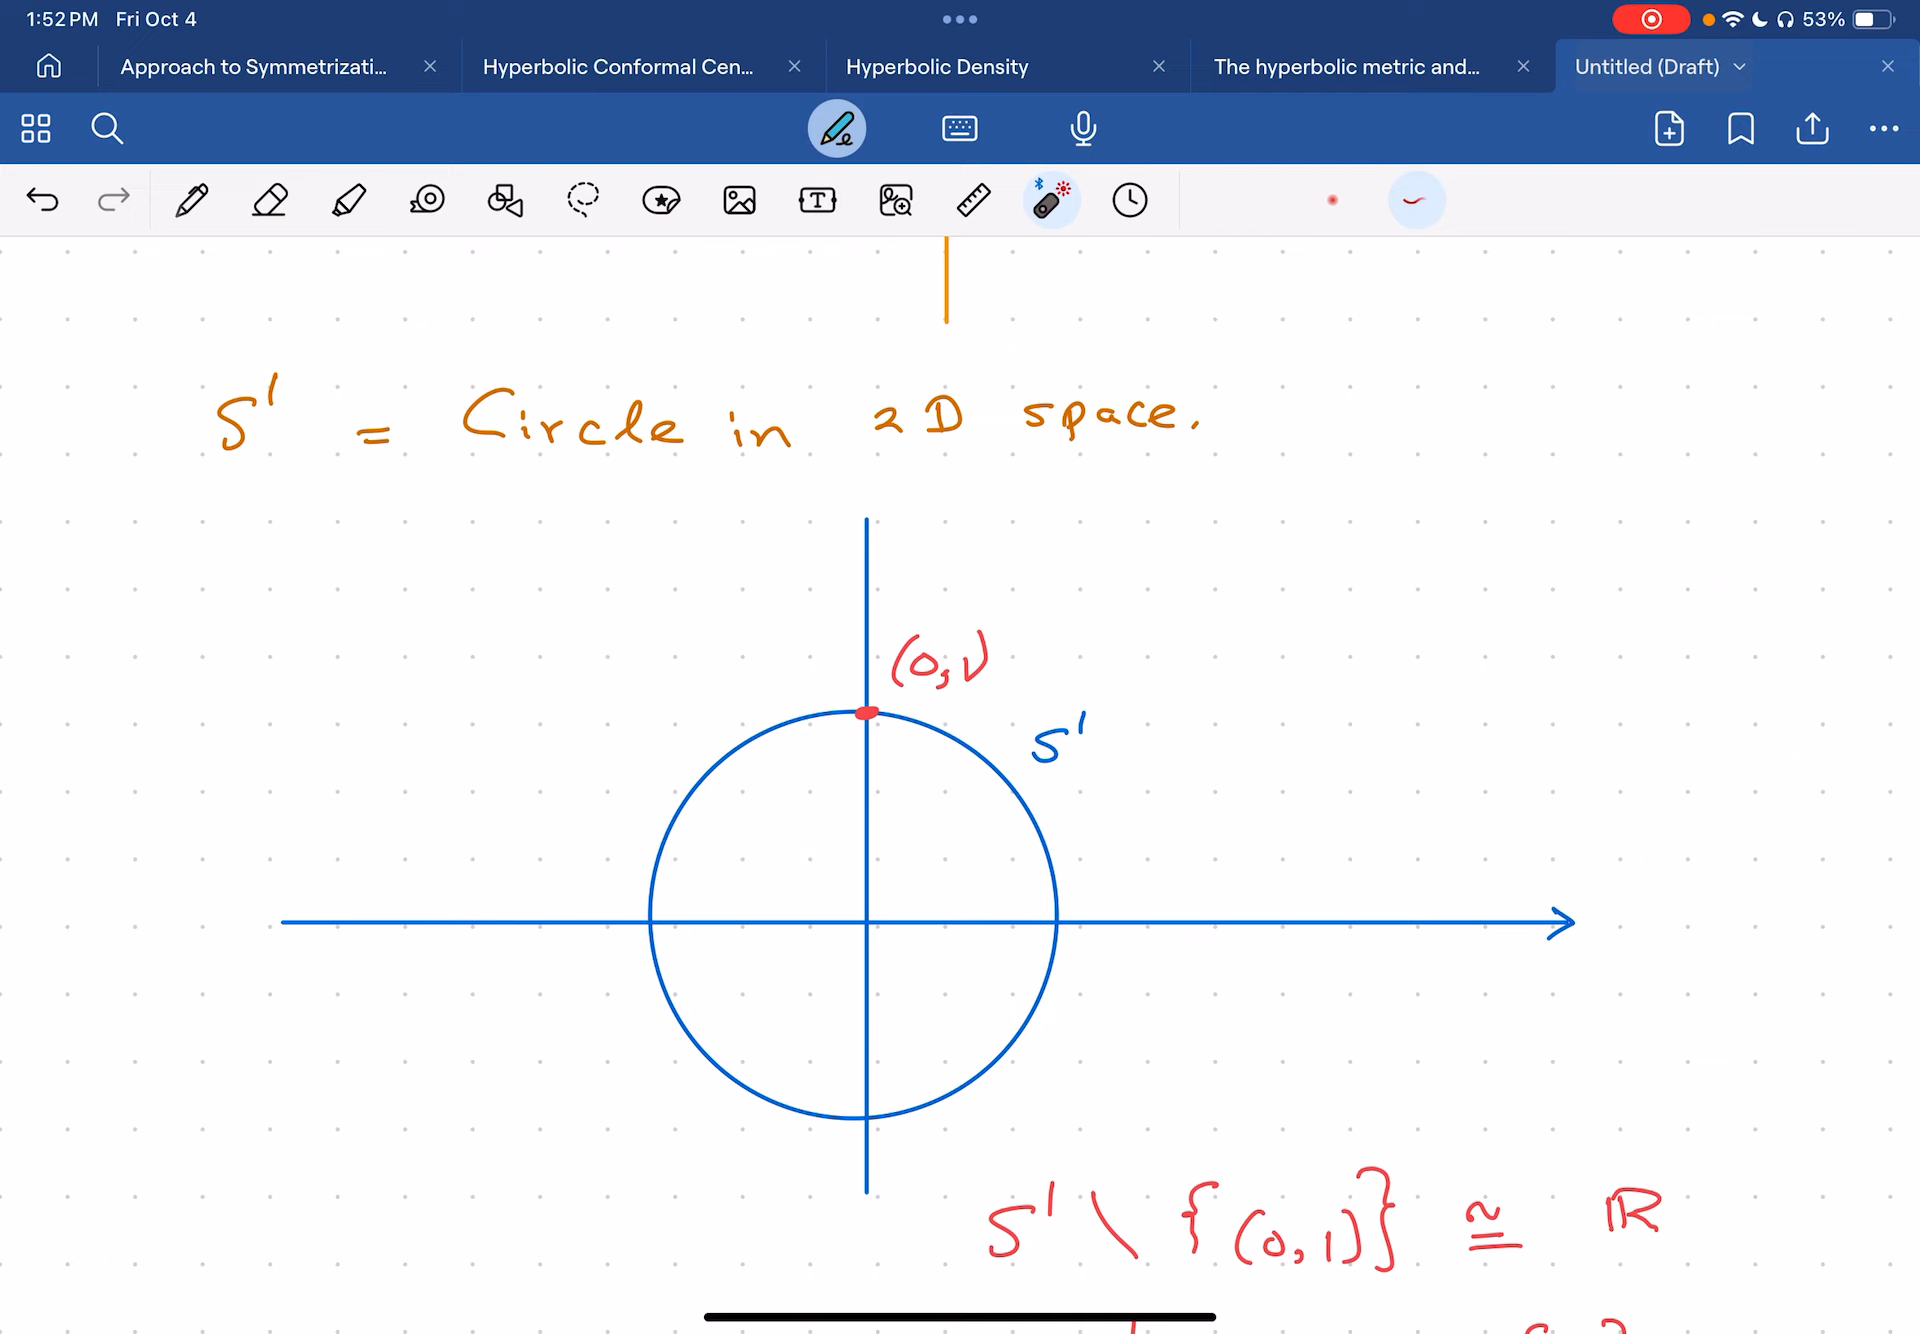 1:52 PM Fri Oct 4 53%
Approach to Symmetrizati... Hyperbolic Conformal Cen... Hyperbolic Density The hyperbolic metric and... Untitled (Draft)
S¹ = Circle in 2D space.
(0,1)
S¹
S¹ \ {(0,1)} ≅ ℝ